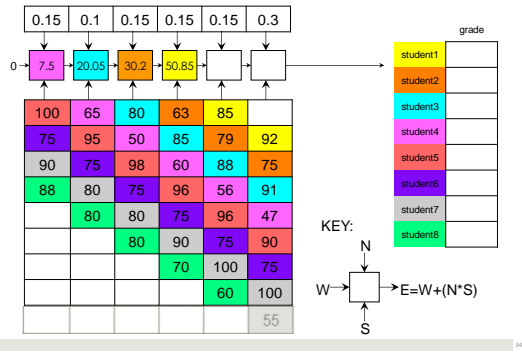 0.15 0.1 0.15 0.15 0.15 0.3
grade
0 7.5 20.05 30.2 50.85
student1
student2
student3
student4
student5
student6
student7
student8
100 65 80 63 85
75 95 50 85 79 92
90 75 98 60 88 75
88 80 75 96 56 91
80 80 75 96 47
80 90 75 90
70 100 75
60 100
55
KEY:
N
W E=W+(N*S)
S
34